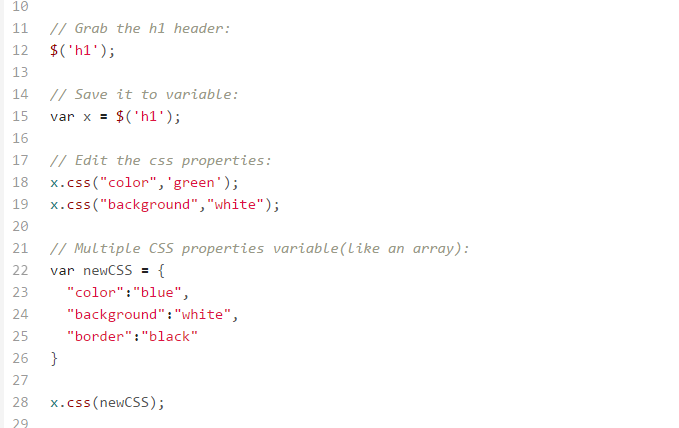 10
11 // Grab the h1 header:
12 $('h1');
13
14 // Save it to variable:
15 var x = $('h1');
16
17 // Edit the css properties:
18 x.css("color",'green');
19 x.css("background","white");
20
21 // Multiple CSS properties variable(like an array):
22 var newCSS = {
23 "color":"blue",
24 "background":"white",
25 "border":"black"
26 }
27
28 x.css(newCSS);
29